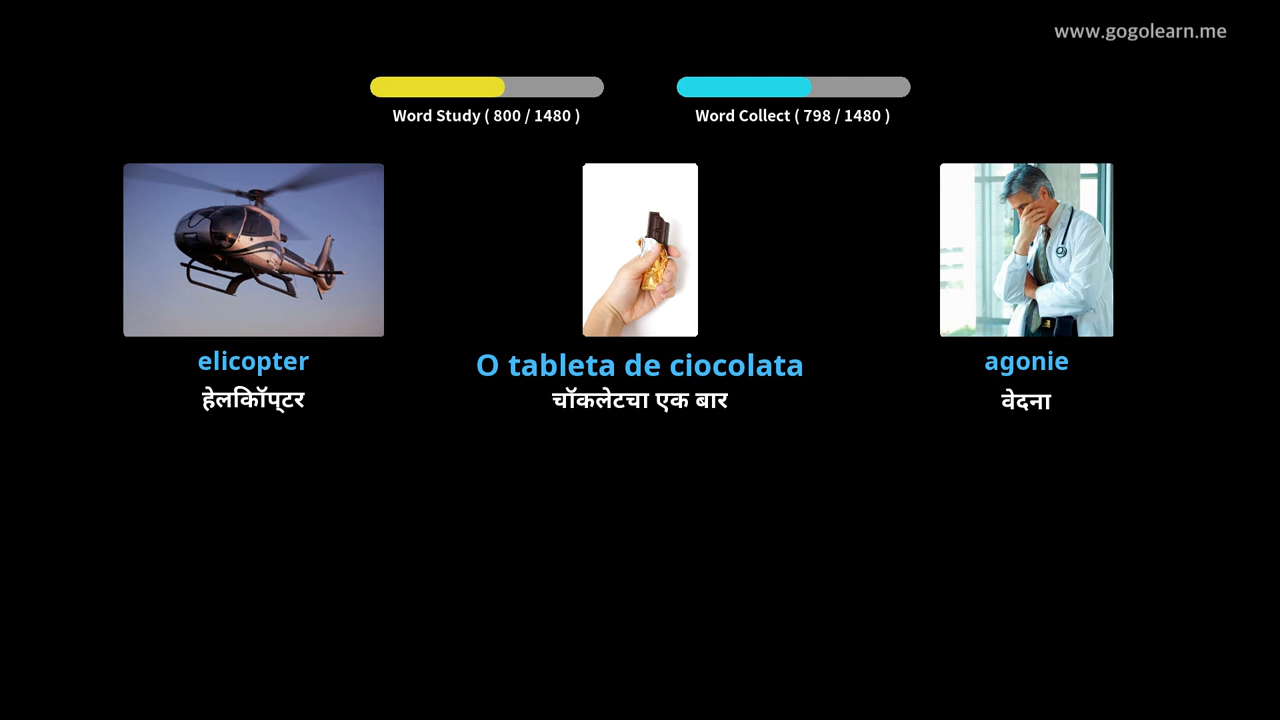 www.gogolearn.me
Word Study ( 800 / 1480 )
Word Collect ( 798 / 1480 )
elicopter
O tableta de ciocolata
agonie
हेलिकॉप्टर
चॉकलेटचा एक बार
वेदना